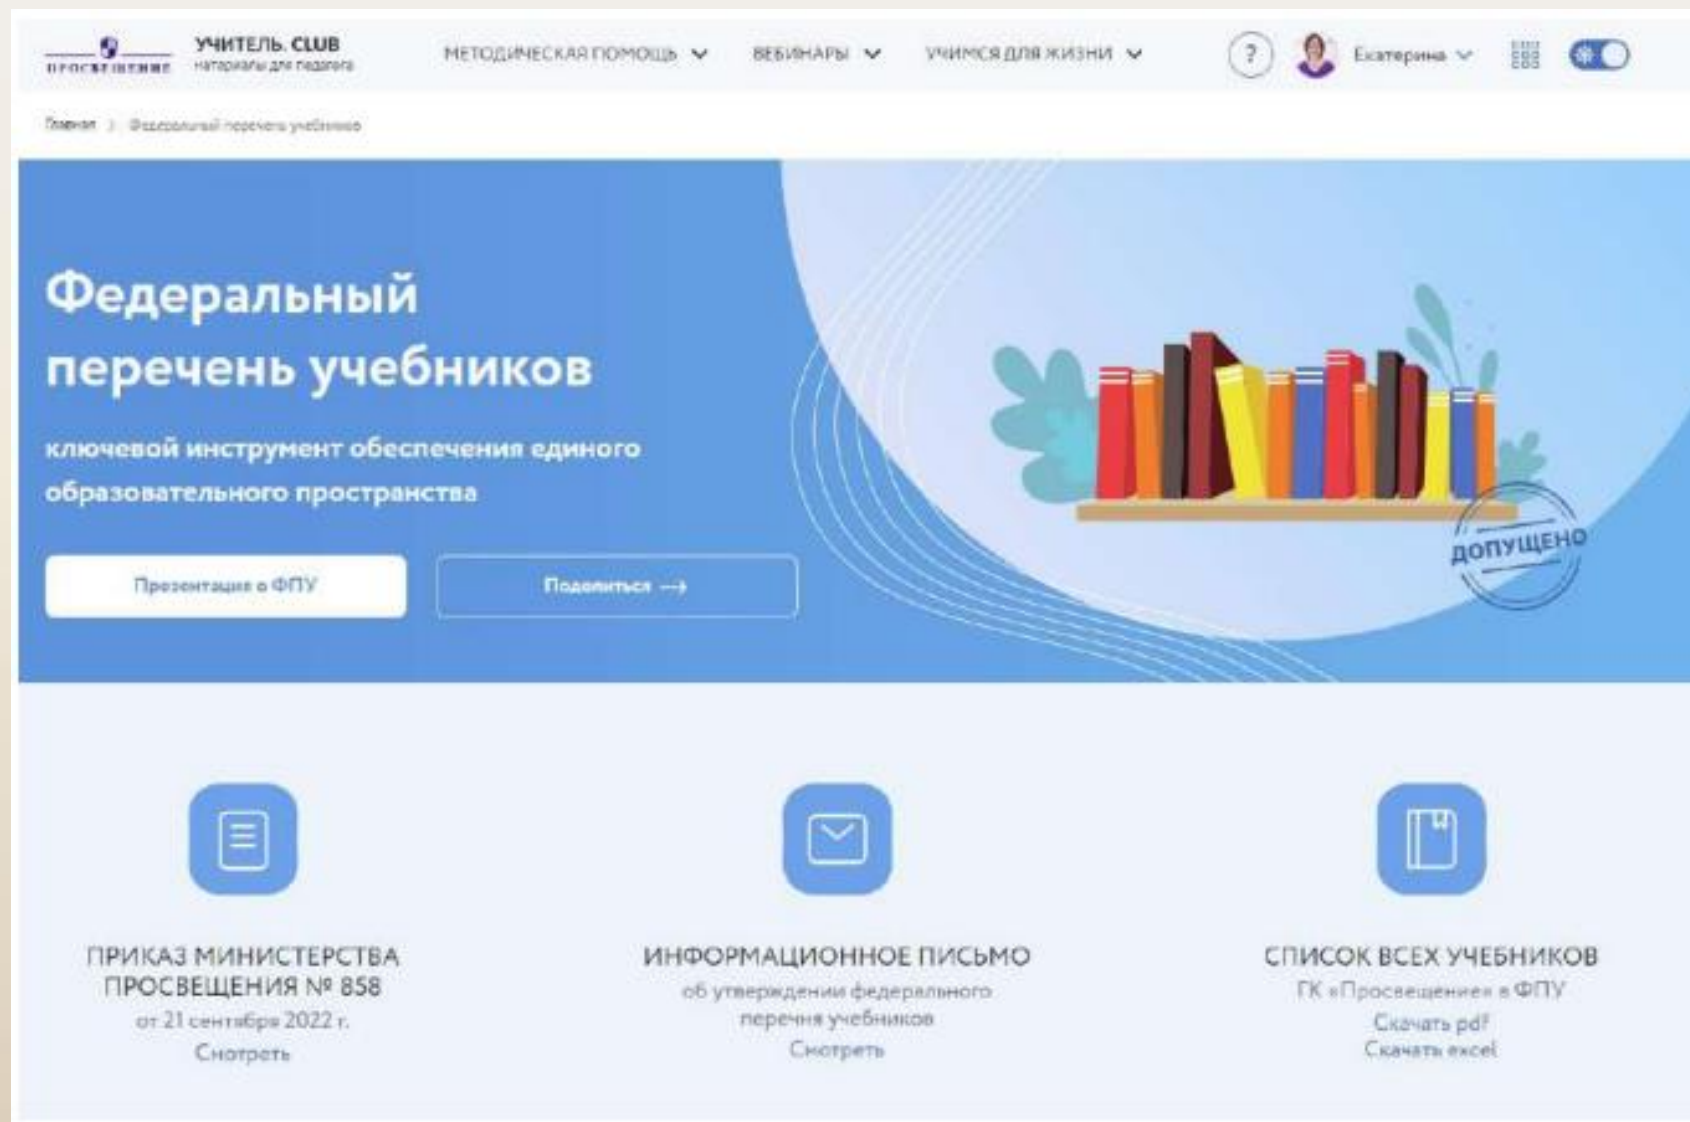 ПРОСВЕЩЕНИЕ
УЧИТЕЛЬ. CLUB
материалы для педагога
МЕТОДИЧЕСКАЯ ПОМОЩЬ
ВЕБИНАРЫ
УЧИМСЯ ДЛЯ ЖИЗНИ
?
Екатерина
Главная > Федеральный перечень учебников
Федеральный
перечень учебников
ключевой инструмент обеспечения единого
образовательного пространства
Презентация о ФПУ
Поделиться →
ДОПУЩЕНО
ПРИКАЗ МИНИСТЕРСТВА
ПРОСВЕЩЕНИЯ № 858
от 21 сентября 2022 г.
Смотреть
ИНФОРМАЦИОННОЕ ПИСЬМО
об утверждении федерального
перечня учебников
Смотреть
СПИСОК ВСЕХ УЧЕБНИКОВ
ГК «Просвещение» в ФПУ
Скачать pdf
Скачать excel